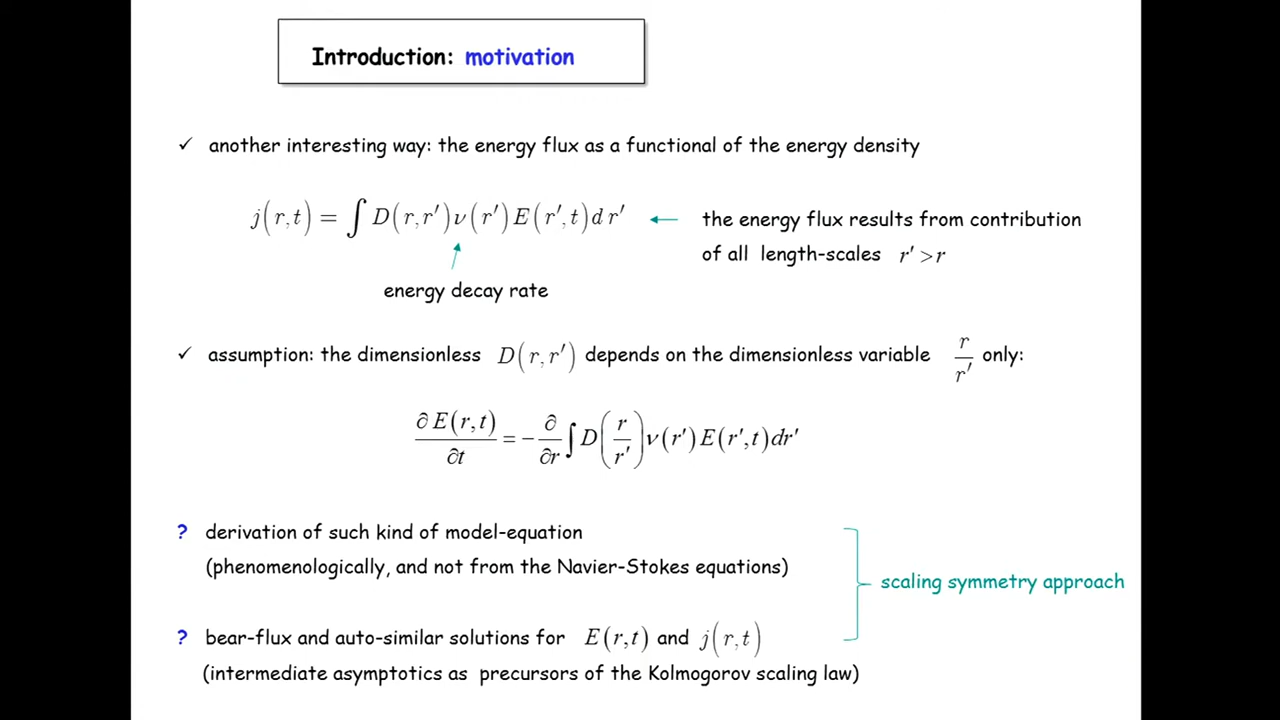 Introduction: motivation
✓ another interesting way: the energy flux as a functional of the energy density
j(r,t) = ∫ D(r,r′) ν(r′) E(r′,t) d r′ ← the energy flux results from contribution
of all length-scales r′ > r
energy decay rate
✓ assumption: the dimensionless D(r,r′) depends on the dimensionless variable r/r′ only:
∂E(r,t)/∂t = − ∂/∂r ∫ D(r/r′) ν(r′) E(r′,t) dr′
? derivation of such kind of model-equation
(phenomenologically, and not from the Navier-Stokes equations)
scaling symmetry approach
? bear-flux and auto-similar solutions for E(r,t) and j(r,t)
(intermediate asymptotics as precursors of the Kolmogorov scaling law)